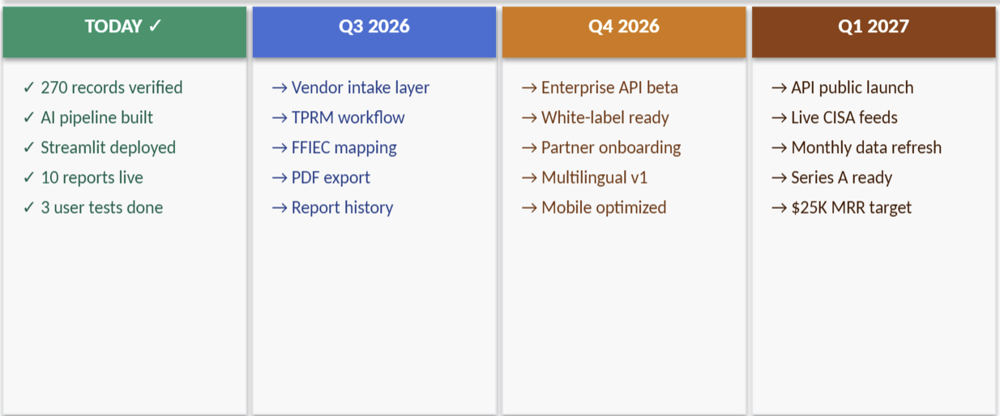 TODAY ✓
✓ 270 records verified
✓ AI pipeline built
✓ Streamlit deployed
✓ 10 reports live
✓ 3 user tests done
Q3 2026
→ Vendor intake layer
→ TPRM workflow
→ FFIEC mapping
→ PDF export
→ Report history
Q4 2026
→ Enterprise API beta
→ White-label ready
→ Partner onboarding
→ Multilingual v1
→ Mobile optimized
Q1 2027
→ API public launch
→ Live CISA feeds
→ Monthly data refresh
→ Series A ready
→ $25K MRR target